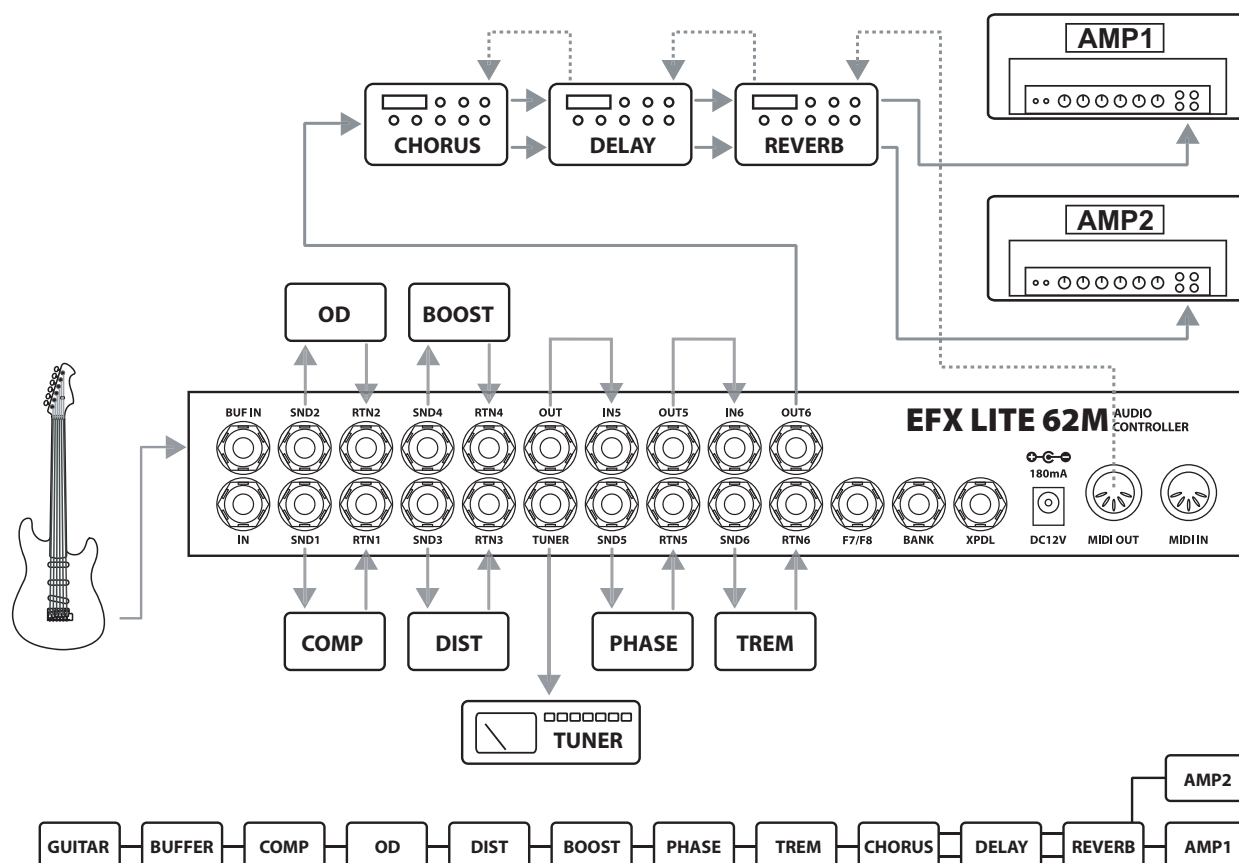 AMP1
CHORUS
DELAY
REVERB
AMP2
OD
BOOST
BUF IN SND2 RTN2 SND4 RTN4 OUT IN5 OUT5 IN6 OUT6
EFX LITE 62M AUDIO
CONTROLLER
180mA
IN SND1 RTN1 SND3 RTN3 TUNER SND5 RTN5 SND6 RTN6 F7/F8 BANK XPDL DC12V MIDI OUT MIDI IN
COMP
DIST
PHASE
TREM
TUNER
AMP2
GUITAR BUFFER COMP OD DIST BOOST PHASE TREM CHORUS DELAY REVERB AMP1